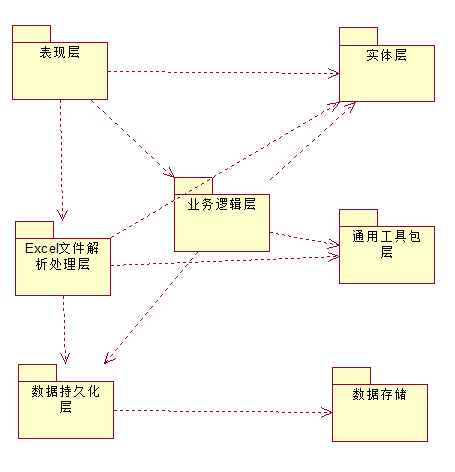 表现层
实体层
业务逻辑层
Excel文件解
析处理层
通用工具包
层
数据持久化
层
数据存储